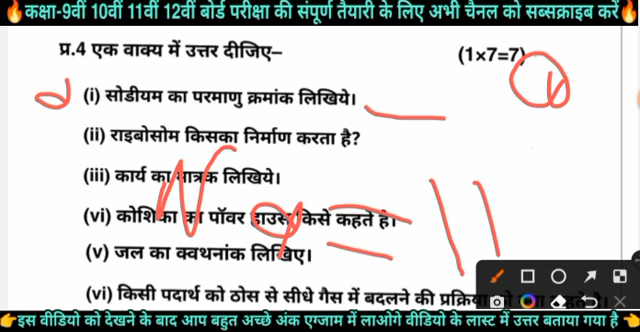 कक्षा-9वीं 10वीं 11वीं 12वीं बोर्ड परीक्षा की संपूर्ण तैयारी के लिए अभी चैनल को सब्सक्राइब करें
प्र.4 एक वाक्य में उत्तर दीजिए– (1×7=7)
(i) सोडीयम का परमाणु क्रमांक लिखिये।
(ii) राइबोसोम किसका निर्माण करता है?
(iii) कार्य का मात्रक लिखिये।
(vi) कोशिका का पॉवर हाउस किसे कहते है।
(v) जल का क्वथनांक लिखिए।
(vi) किसी पदार्थ को ठोस से सीधे गैस में बदलने की प्रक्रिया
👉इस वीडियो को देखने के बाद आप बहुत अच्छे अंक एग्जाम में लाओगे वीडियो के लास्ट में उत्तर बताया गया है👈